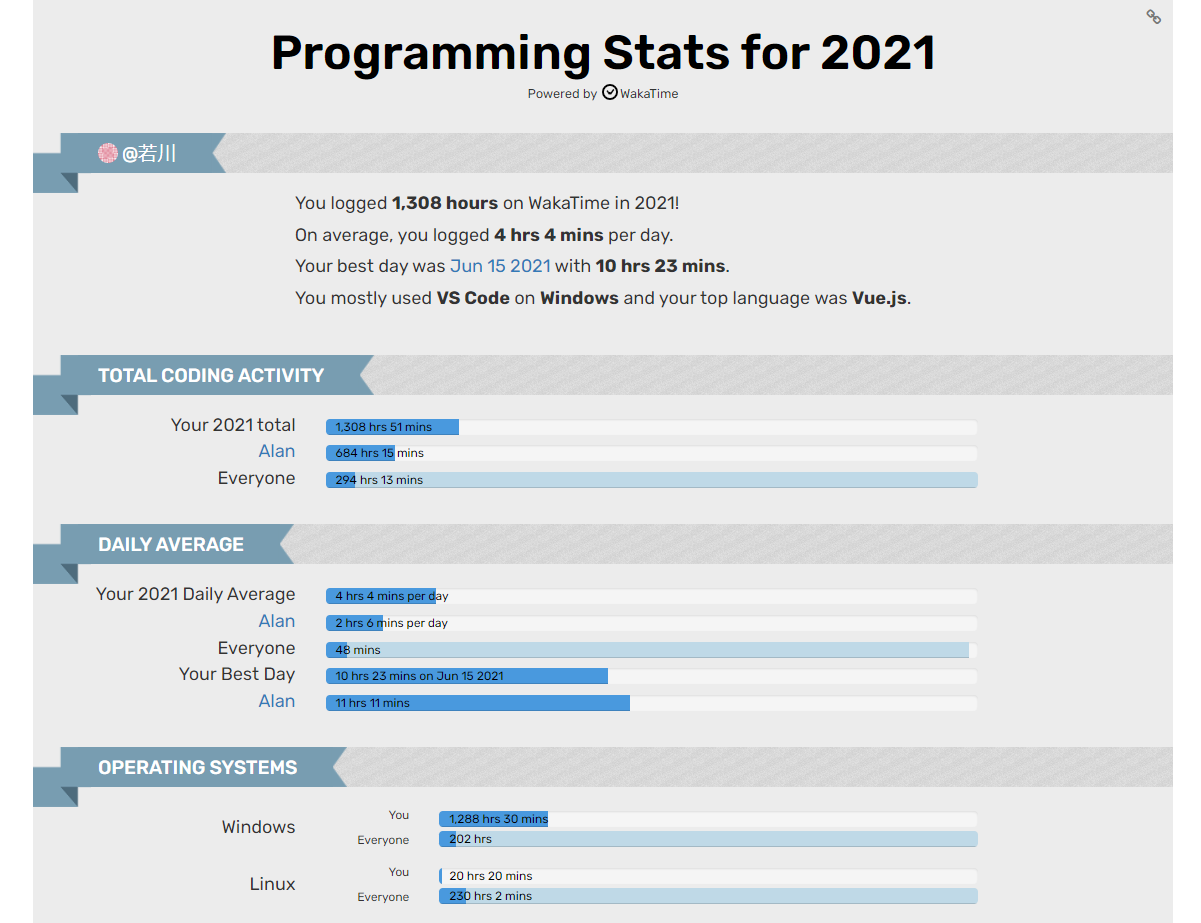 Programming Stats for 2021
Powered by WakaTime
@若川
You logged 1,308 hours on WakaTime in 2021!
On average, you logged 4 hrs 4 mins per day.
Your best day was Jun 15 2021 with 10 hrs 23 mins.
You mostly used VS Code on Windows and your top language was Vue.js.
TOTAL CODING ACTIVITY
Your 2021 total 1,308 hrs 51 mins
Alan 684 hrs 15 mins
Everyone 294 hrs 13 mins
DAILY AVERAGE
Your 2021 Daily Average 4 hrs 4 mins per day
Alan 2 hrs 6 mins per day
Everyone 48 mins
Your Best Day 10 hrs 23 mins on Jun 15 2021
Alan 11 hrs 11 mins
OPERATING SYSTEMS
Windows
You 1,288 hrs 30 mins
Everyone 202 hrs
Linux
You 20 hrs 20 mins
Everyone 230 hrs 2 mins